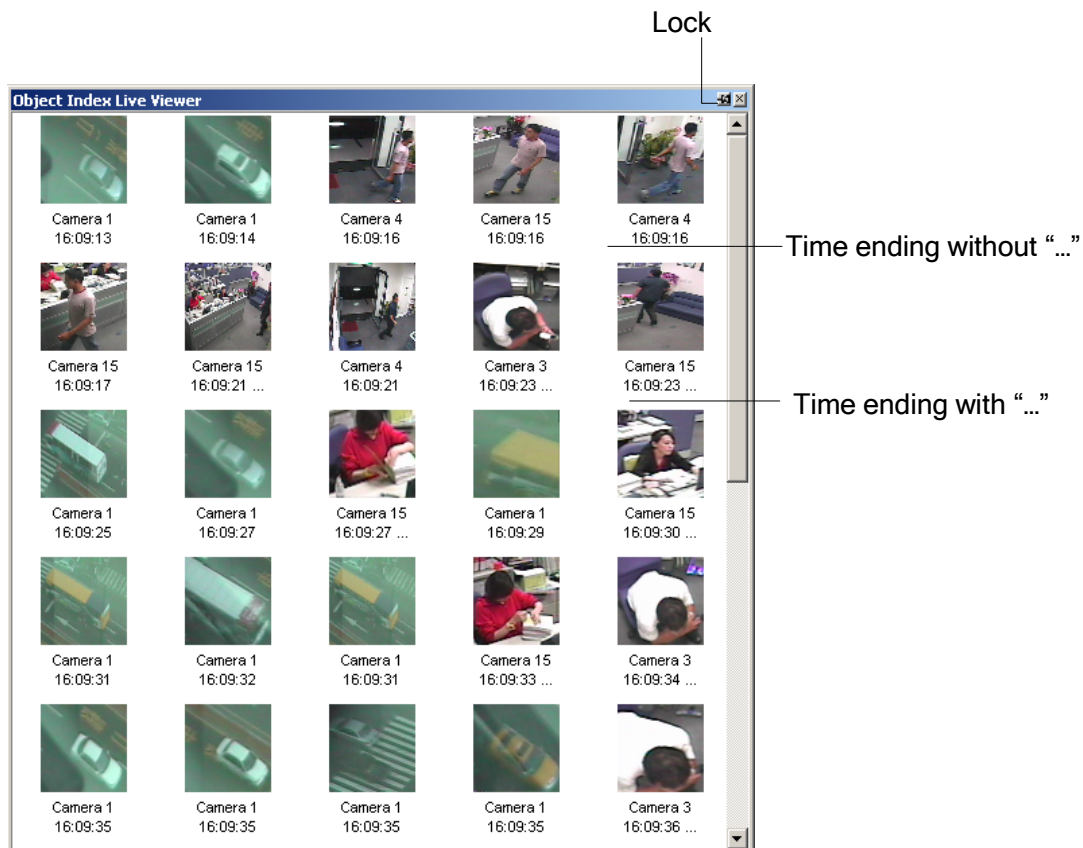 Lock
Object Index Live Viewer
Camera 1 Camera 1 Camera 4 Camera 15 Camera 4
16:09:13 16:09:14 16:09:16 16:09:16 16:09:16
Time ending without “...”
Camera 15 Camera 15 Camera 4 Camera 3 Camera 15
16:09:17 16:09:21 ... 16:09:21 16:09:23 ... 16:09:23 ...
Time ending with “...”
Camera 1 Camera 1 Camera 15 Camera 1 Camera 15
16:09:25 16:09:27 16:09:27 ... 16:09:29 16:09:30 ...
Camera 1 Camera 1 Camera 1 Camera 15 Camera 3
16:09:31 16:09:32 16:09:31 16:09:33 ... 16:09:34 ...
Camera 1 Camera 1 Camera 1 Camera 1 Camera 3
16:09:35 16:09:35 16:09:35 16:09:35 16:09:36 ...